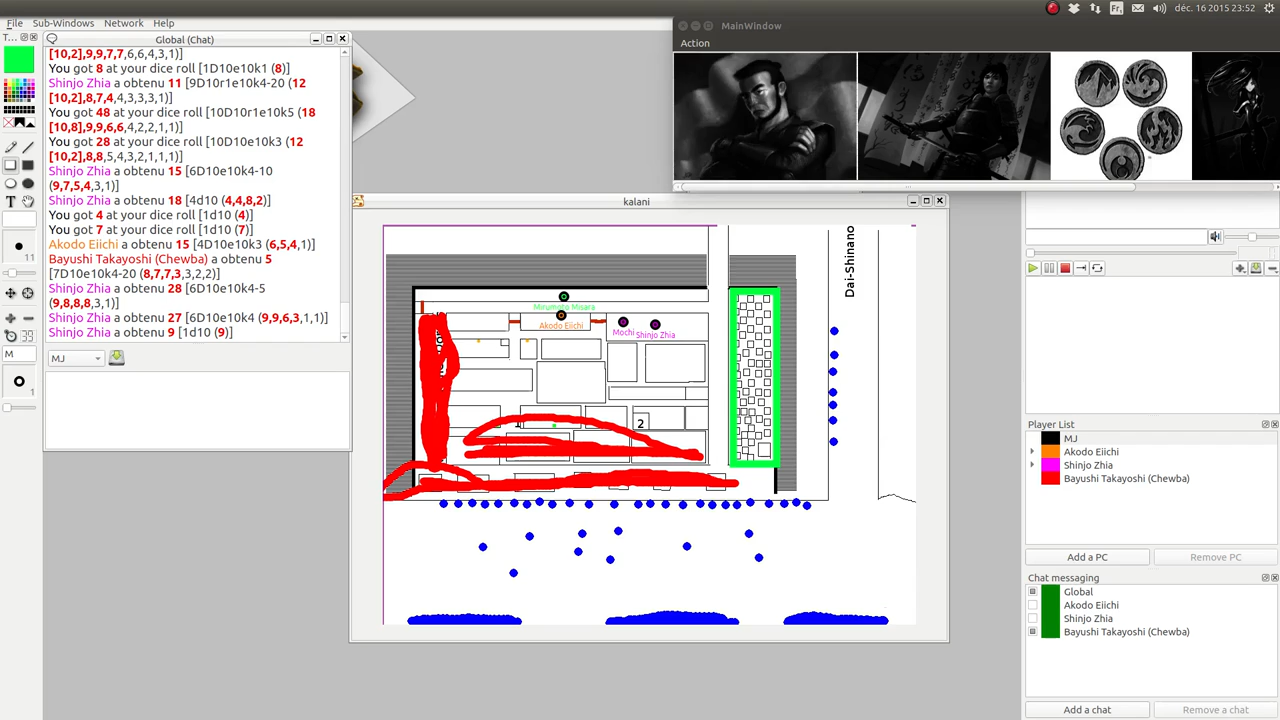 File Sub-Windows Network Help
déc. 16 2015 23:52
Fr
MainWindow
Action
T...
Global (Chat)
[10,2],9,9,7,7,6,6,4,3,1)]
You got 8 at your dice roll [1D10e10k1 (8)]
Shinjo Zhia a obtenu 11 [9D10r1e10k4-20 (12
[10,2],8,7,4,4,3,3,3,1)]
You got 48 at your dice roll [10D10r1e10k5 (18
[10,8],9,9,6,6,4,2,2,1,1)]
You got 28 at your dice roll [10D10e10k3 (12
[10,2],8,8,5,4,3,2,1,1,1)]
Shinjo Zhia a obtenu 15 [6D10e10k4-10
(9,7,5,4,3,1)]
Shinjo Zhia a obtenu 18 [4d10 (4,4,8,2)]
You got 4 at your dice roll [1d10 (4)]
You got 7 at your dice roll [1d10 (7)]
Akodo Eiichi a obtenu 15 [4D10e10k3 (6,5,4,1)]
Bayushi Takayoshi (Chewba) a obtenu 5
[7D10e10k4-20 (8,7,7,3,3,2,2)]
Shinjo Zhia a obtenu 28 [6D10e10k4-5
(9,8,8,8,3,1)]
Shinjo Zhia a obtenu 27 [6D10e10k4 (9,9,6,3,1,1)]
Shinjo Zhia a obtenu 9 [1d10 (9)]
MJ
T
11
M
1
kalani
Dai-Shinano
Mirumoto Misara
Akodo Eiichi
Mochi
Shinjo Zhia
1
2
Player List
MJ
Akodo Eiichi
Shinjo Zhia
Bayushi Takayoshi (Chewba)
Add a PC
Remove PC
Chat messaging
Global
Akodo Eiichi
Shinjo Zhia
Bayushi Takayoshi (Chewba)
Add a chat
Remove a chat